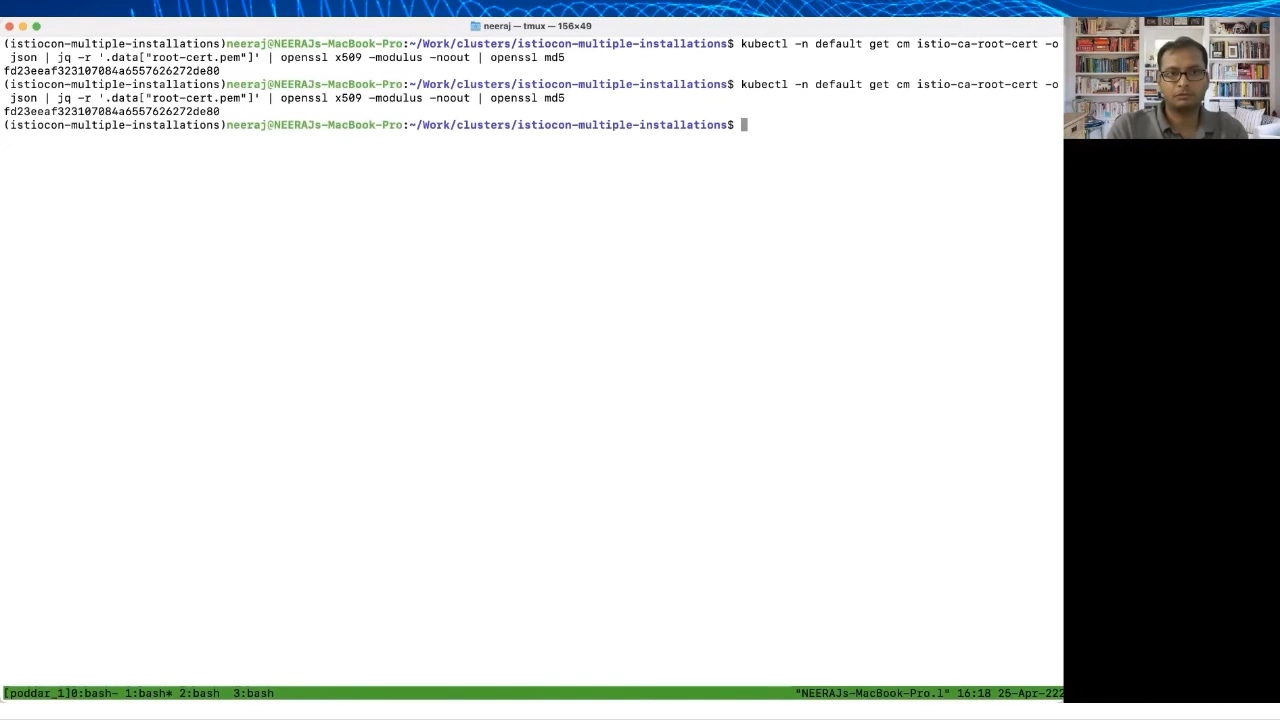 neeraj — tmux — 156×49
(istiocon-multiple-installations)neeraj@NEERAJs-MacBook-Pro:~/Work/clusters/istiocon-multiple-installations$ kubectl -n default get cm istio-ca-root-cert -o
json | jq -r '.data["root-cert.pem"]' | openssl x509 -modulus -noout | openssl md5
fd23eeaf323107084a6557626272de80
(istiocon-multiple-installations)neeraj@NEERAJs-MacBook-Pro:~/Work/clusters/istiocon-multiple-installations$ kubectl -n default get cm istio-ca-root-cert -o
json | jq -r '.data["root-cert.pem"]' | openssl x509 -modulus -noout | openssl md5
fd23eeaf323107084a6557626272de80
(istiocon-multiple-installations)neeraj@NEERAJs-MacBook-Pro:~/Work/clusters/istiocon-multiple-installations$
[poddar_1]0:bash- 1:bash* 2:bash  3:bash "NEERAJs-MacBook-Pro.l" 16:18 25-Apr-222